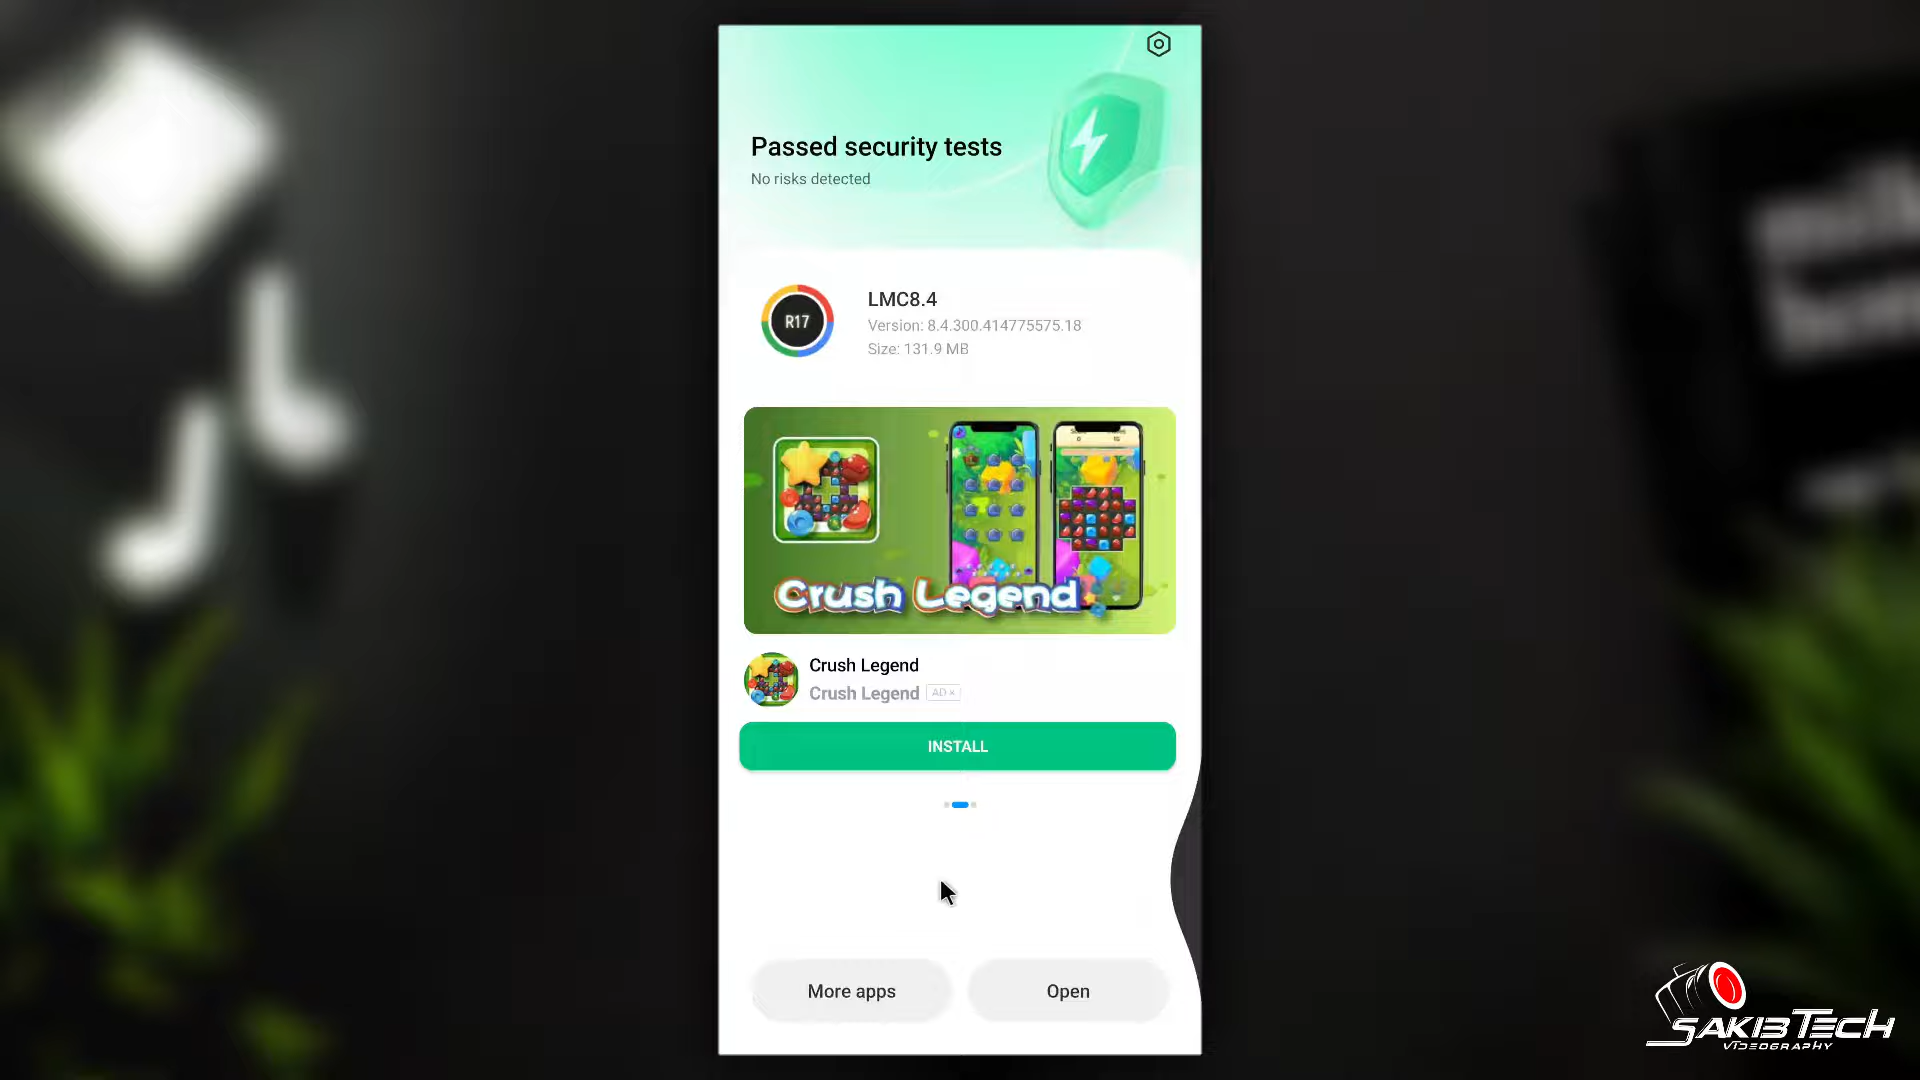 Passed security tests
No risks detected
R17
LMC8.4
Version: 8.4.300.414775575.18
Size: 131.9 MB
Crush Legend
Crush Legend
Crush Legend AD ×
INSTALL
More apps
Open
SAKIBTECH
VIDEOGRAPHY